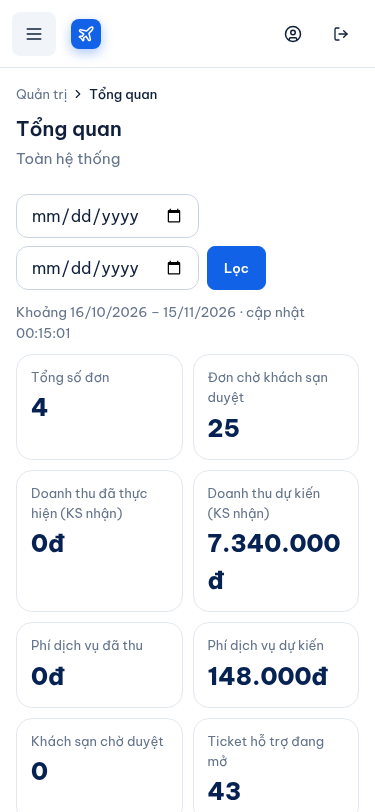 Quản trị > Tổng quan
Tổng quan
Toàn hệ thống
mm/dd/yyyy
mm/dd/yyyy
Lọc
Khoảng 16/10/2026 – 15/11/2026 · cập nhật
00:15:01
Tổng số đơn
4
Đơn chờ khách sạn
duyệt
25
Doanh thu đã thực
hiện (KS nhận)
0đ
Doanh thu dự kiến
(KS nhận)
7.340.000
đ
Phí dịch vụ đã thu
0đ
Phí dịch vụ dự kiến
148.000đ
Khách sạn chờ duyệt
0
Ticket hỗ trợ đang
mở
43